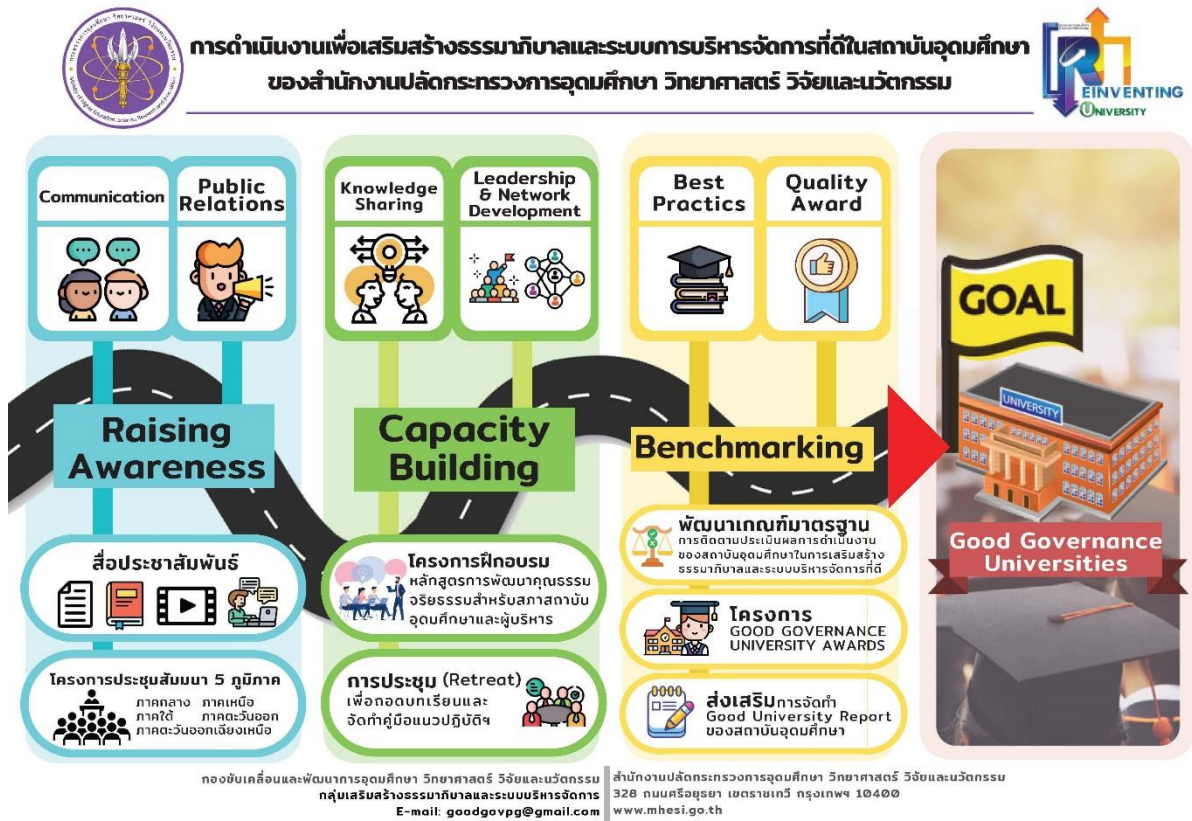 การดำเนินงานเพื่อเสริมสร้างธรรมาภิบาลและระบบการบริหารจัดการที่ดีในสถาบันอุดมศึกษา
ของสำนักงานปลัดกระทรวงการอุดมศึกษา วิทยาศาสตร์ วิจัยและนวัตกรรม
REINVENTING
UNIVERSITY
Communication
Public
Relations
Knowledge
Sharing
Leadership
& Network
Development
Best
Practics
Quality
Award
GOAL
UNIVERSITY
Raising
Awareness
Capacity
Building
Benchmarking
Good Governance
Universities
สื่อประชาสัมพันธ์
โครงการประชุมสัมมนา 5 ภูมิภาค
ภาคกลาง ภาคเหนือ
ภาคใต้ ภาคตะวันออก
ภาคตะวันออกเฉียงเหนือ
โครงการฝึกอบรม
หลักสูตรการพัฒนาคุณธรรม
จริยธรรมสำหรับสภาสถาบัน
อุดมศึกษาและผู้บริหาร
การประชุม (Retreat)
เพื่อถอดบทเรียนและ
จัดทำคู่มือแนวปฏิบัติฯ
พัฒนาเกณฑ์มาตรฐาน
การติดตามประเมินผลการดำเนินงาน
ของสถาบันอุดมศึกษาในการเสริมสร้าง
ธรรมาภิบาลและระบบบริหารจัดการที่ดี
โครงการ
GOOD GOVERNANCE
UNIVERSITY AWARDS
ส่งเสริมการจัดทำ
Good University Report
ของสถาบันอุดมศึกษา
กองขับเคลื่อนและพัฒนาการอุดมศึกษา วิทยาศาสตร์ วิจัยและนวัตกรรม
กลุ่มเสริมสร้างธรรมาภิบาลและระบบบริหารจัดการ
E-mail: goodgovpg@gmail.com
สำนักงานปลัดกระทรวงการอุดมศึกษา วิทยาศาสตร์ วิจัยและนวัตกรรม
328 ถนนศรีอยุธยา เขตราชเทวี กรุงเทพฯ 10400
www.mhesi.go.th